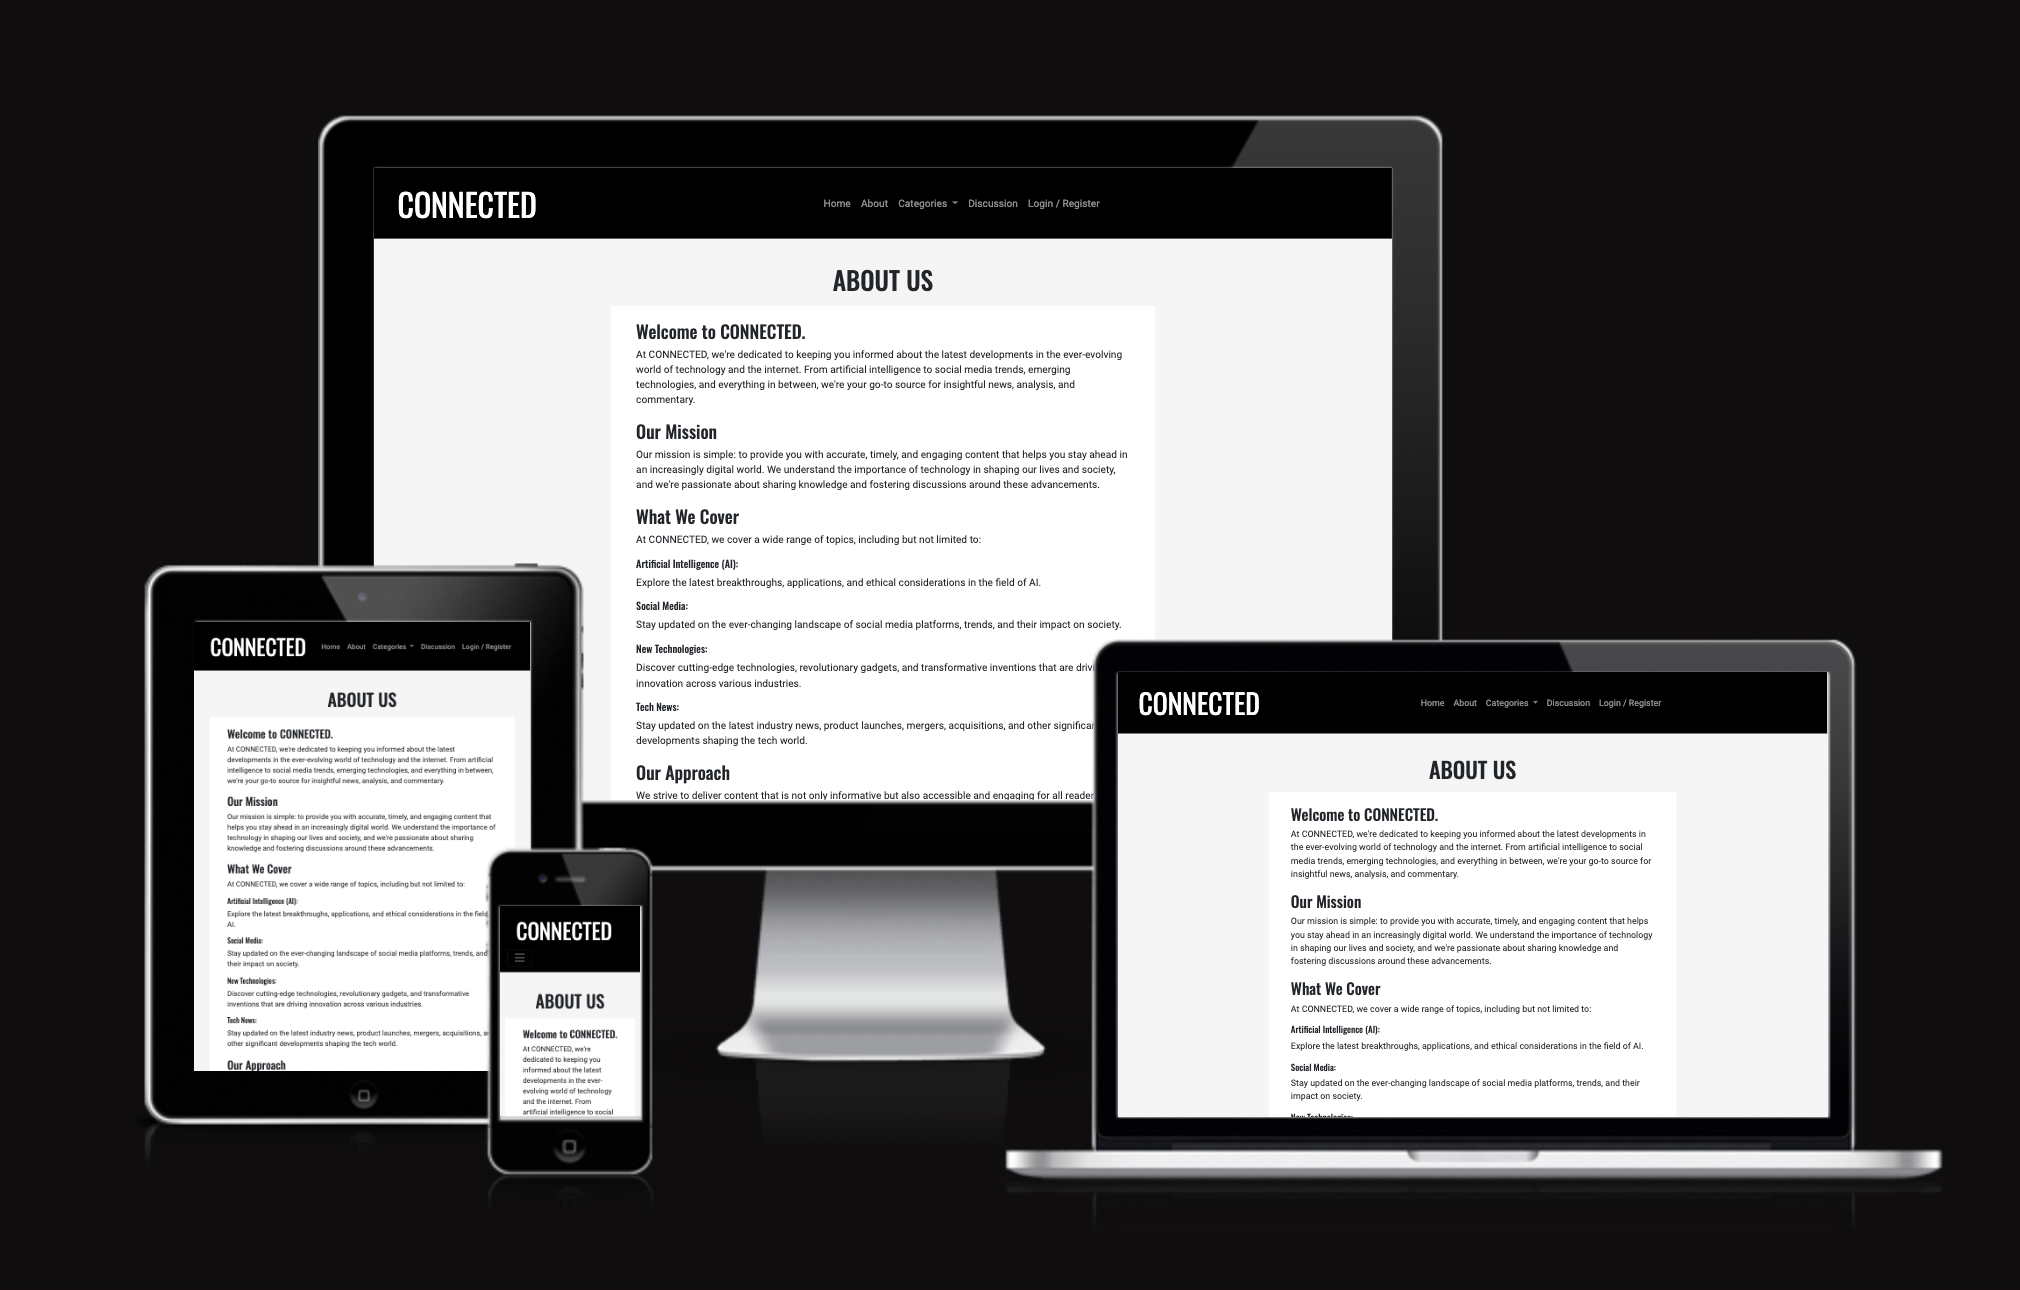 CONNECTED
Home About Categories Discussion Login / Register
ABOUT US
Welcome to CONNECTED.
At CONNECTED, we're dedicated to keeping you informed about the latest developments in the ever-evolving
world of technology and the internet. From artificial intelligence to social media trends, emerging
technologies, and everything in between, we're your go-to source for insightful news, analysis, and
commentary.
Our Mission
Our mission is simple: to provide you with accurate, timely, and engaging content that helps you stay ahead in
an increasingly digital world. We understand the importance of technology in shaping our lives and society,
and we're passionate about sharing knowledge and fostering discussions around these advancements.
What We Cover
At CONNECTED, we cover a wide range of topics, including but not limited to:
Artificial Intelligence (AI):
Explore the latest breakthroughs, applications, and ethical considerations in the field of AI.
Social Media:
Stay updated on the ever-changing landscape of social media platforms, trends, and their impact on society.
New Technologies:
Discover cutting-edge technologies, revolutionary gadgets, and transformative inventions that are
innovation across various industries.
Tech News:
Stay updated on the latest industry news, product launches, mergers, acquisitions, and other
developments shaping the tech world.
Our Approach
We strive to deliver content that is not only informative but also accessible and engaging for all
CONNECTED
Home About Categories Discussion Login / Register
ABOUT US
Welcome to CONNECTED.
At CONNECTED, we're dedicated to keeping you informed about the latest
developments in the ever-evolving world of technology and the internet. From artificial
intelligence to social media trends, emerging technologies, and everything in between,
we're your go-to source for insightful news, analysis, and commentary.
Our Mission
Our mission is simple: to provide you with accurate, timely, and engaging content that
helps you stay ahead in an increasingly digital world. We understand the importance of
technology in shaping our lives and society, and we're passionate about sharing
knowledge and fostering discussions around these advancements.
What We Cover
At CONNECTED, we cover a wide range of topics, including but not limited to:
Artificial Intelligence (AI):
Explore the latest breakthroughs, applications, and ethical considerations in the field
AI.
Social Media:
Stay updated on the ever-changing landscape of social media platforms, trends, and
their impact on society.
New Technologies:
Discover cutting-edge technologies, revolutionary gadgets, and transformative
inventions that are driving innovation across various industries.
Tech News:
Stay updated on the latest industry news, product launches, mergers, acquisitions,
other significant developments shaping the tech world.
Our Approach
CONNECTED
ABOUT US
Welcome to CONNECTED.
At CONNECTED, we're
dedicated to keeping you
informed about the latest
developments in the ever-
evolving world of technology
and the internet. From
artificial intelligence to social
CONNECTED
Home About Categories Discussion Login / Register
ABOUT US
Welcome to CONNECTED.
At CONNECTED, we're dedicated to keeping you informed about the latest developments in
the ever-evolving world of technology and the internet. From artificial intelligence to social
media trends, emerging technologies, and everything in between, we're your go-to source for
insightful news, analysis, and commentary.
Our Mission
Our mission is simple: to provide you with accurate, timely, and engaging content that helps
you stay ahead in an increasingly digital world. We understand the importance of technology
in shaping our lives and society, and we're passionate about sharing knowledge and
fostering discussions around these advancements.
What We Cover
At CONNECTED, we cover a wide range of topics, including but not limited to:
Artificial Intelligence (AI):
Explore the latest breakthroughs, applications, and ethical considerations in the field of AI.
Social Media:
Stay updated on the ever-changing landscape of social media platforms, trends, and their
impact on society.
New Technologies: